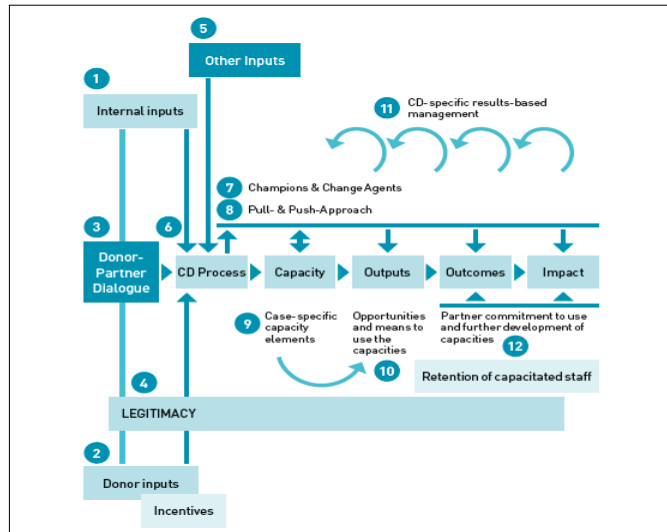 5
Other Inputs
1
Internal inputs
11
CD-specific results-based
management
7
Champions & Change Agents
8
Pull- & Push-Approach
3
6
Donor-
Partner
Dialogue
CD Process
Capacity
Outputs
Outcomes
Impact
9
Case-specific
capacity
elements
Opportunities
and means to
use the
capacities
10
Partner commitment to use
and further development of
capacities
12
Retention of capacitated staff
4
LEGITIMACY
2
Donor inputs
Incentives